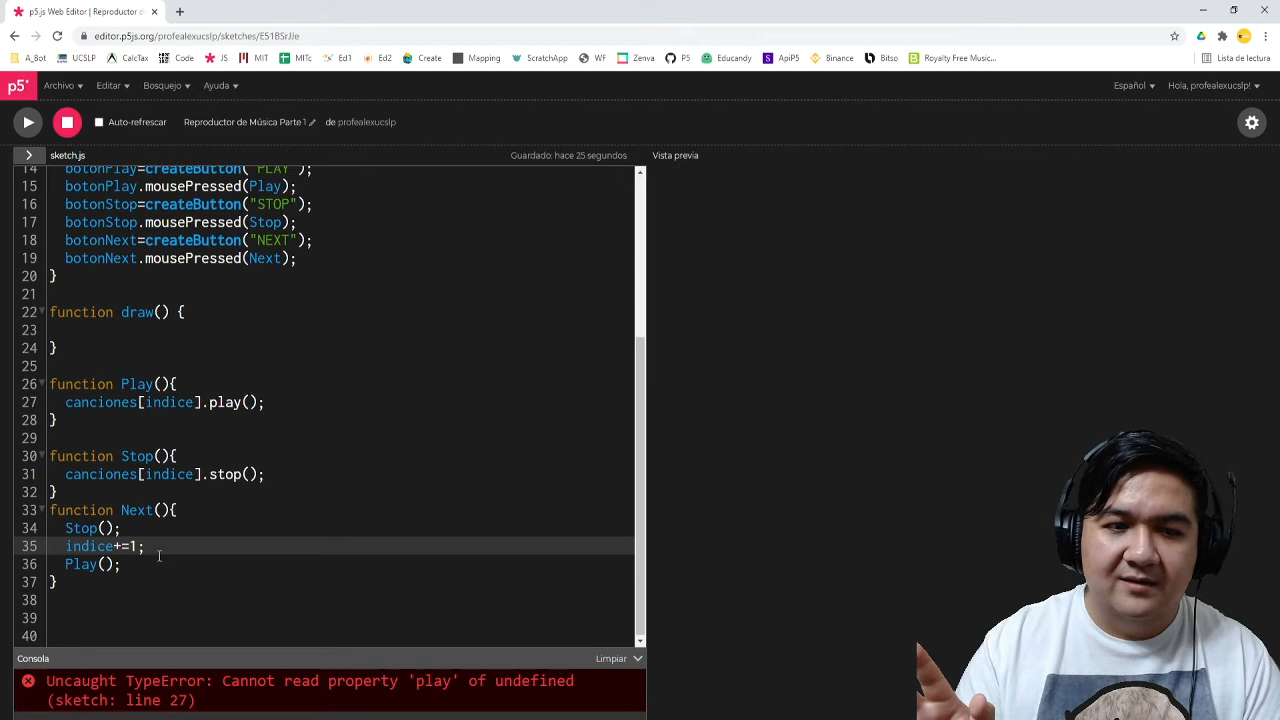 p5.js Web Editor | Reproductor d
editor.p5js.org/profealexucslp/sketches/E51BSrJJe
A_Bot UCSLP CalcTax Code JS MIT MITc Ed1 Ed2 Create Mapping ScratchApp WF Zenva P5 Educandy ApiP5 Binance Bitso Royalty Free Music... Lista de lectura
p5* Archivo Editar Bosquejo Ayuda Español Hola, profealexucslp!
Auto-refrescar Reproductor de Música Parte 1 de profealexucslp
sketch.js Guardado: hace 25 segundos Vista previa
14 botonPlay=createButton("PLAY");
15 botonPlay.mousePressed(Play);
16 botonStop=createButton("STOP");
17 botonStop.mousePressed(Stop);
18 botonNext=createButton("NEXT");
19 botonNext.mousePressed(Next);
20 }
21
22 function draw() {
23
24 }
25
26 function Play(){
27 canciones[indice].play();
28 }
29
30 function Stop(){
31 canciones[indice].stop();
32 }
33 function Next(){
34 Stop();
35 indice+=1;
36 Play();
37 }
38
39
40
Consola Limpiar
Uncaught TypeError: Cannot read property 'play' of undefined
(sketch: line 27)